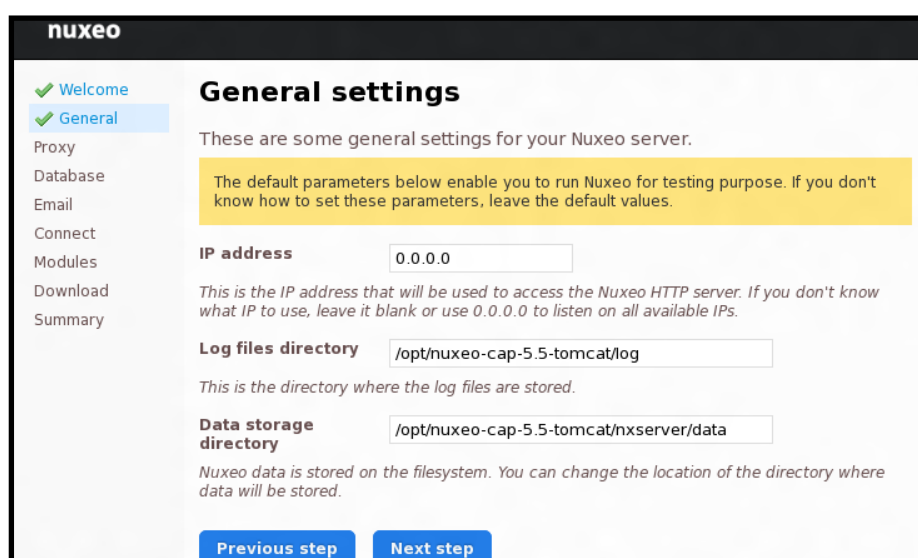 nuxeo
Welcome
General
Proxy
Database
Email
Connect
Modules
Download
Summary
General settings
These are some general settings for your Nuxeo server.
The default parameters below enable you to run Nuxeo for testing purpose. If you don't
know how to set these parameters, leave the default values.
IP address
0.0.0.0
This is the IP address that will be used to access the Nuxeo HTTP server. If you don't know
what IP to use, leave it blank or use 0.0.0.0 to listen on all available IPs.
Log files directory
/opt/nuxeo-cap-5.5-tomcat/log
This is the directory where the log files are stored.
Data storage
directory
/opt/nuxeo-cap-5.5-tomcat/nxserver/data
Nuxeo data is stored on the filesystem. You can change the location of the directory where
data will be stored.
Previous step
Next step